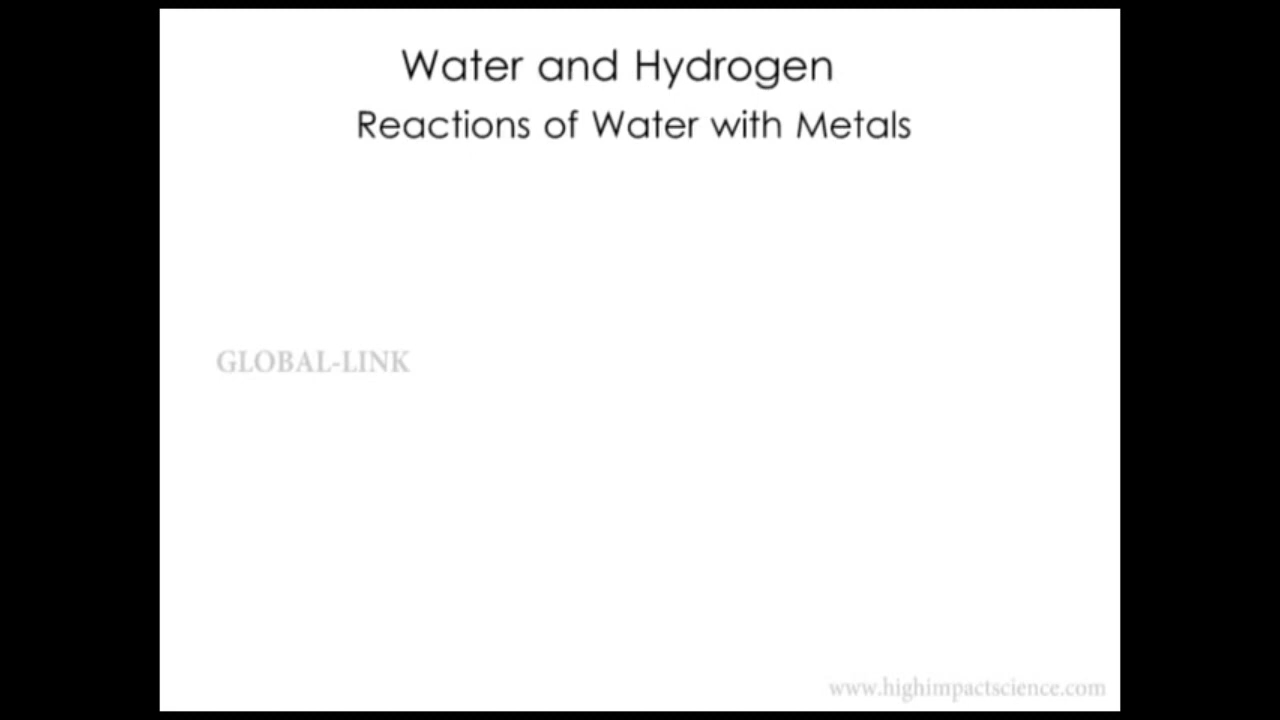 Water and Hydrogen
Reactions of Water with Metals
GLOBAL-LINK
www.highimpactscience.com